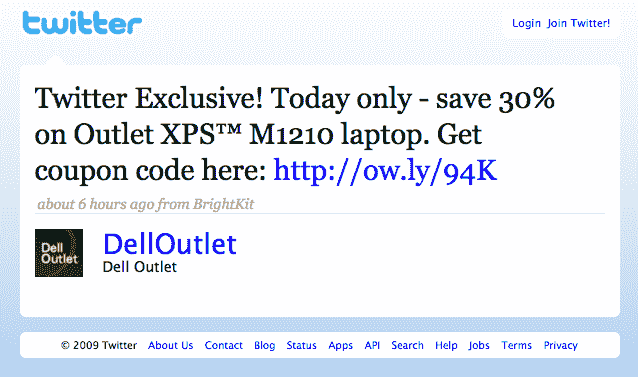 twitter
Login Join Twitter!
Twitter Exclusive! Today only - save 30%
on Outlet XPS™ M1210 laptop. Get
coupon code here: http://ow.ly/94K
about 6 hours ago from BrightKit
Dell
Outlet
DellOutlet
Dell Outlet
© 2009 Twitter About Us Contact Blog Status Apps API Search Help Jobs Terms Privacy